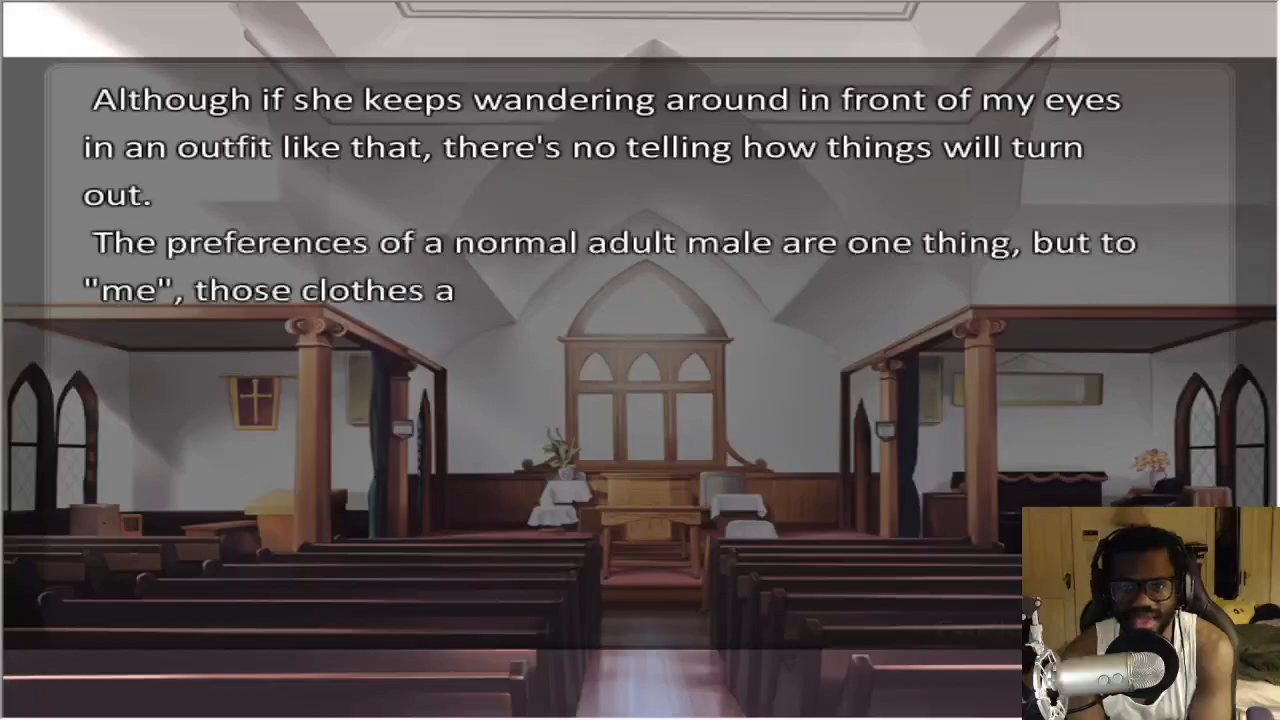 Although if she keeps wandering around in front of my eyes
in an outfit like that, there's no telling how things will turn
out.
The preferences of a normal adult male are one thing, but to
"me", those clothes a